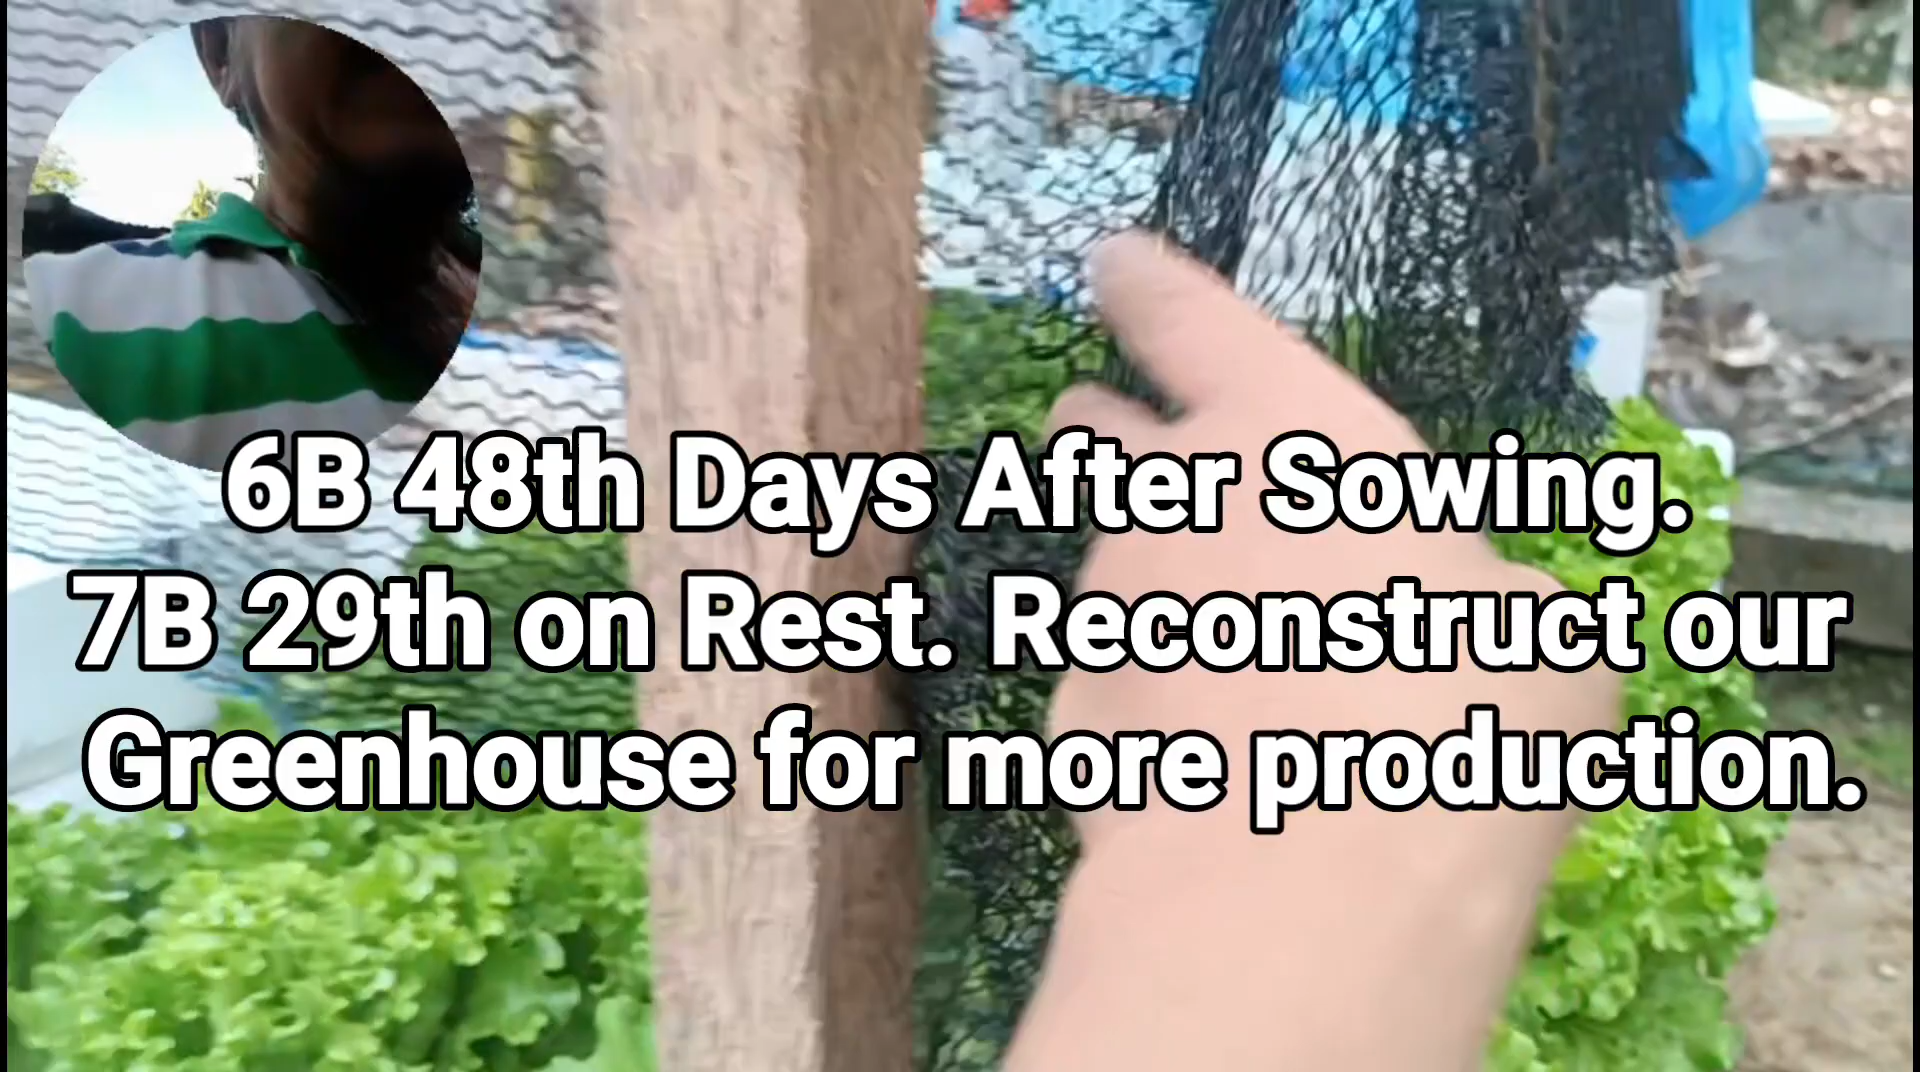 6B 48th Days After Sowing.
7B 29th on Rest. Reconstruct our
Greenhouse for more production.